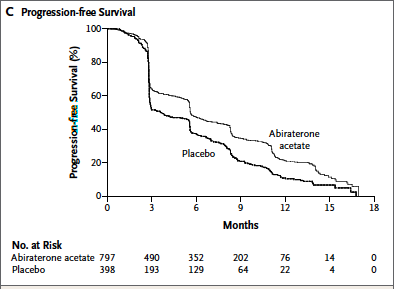 C Progression-free Survival
Progression-free Survival (%)
100
80
60
40
20
0
Abiraterone
acetate
Placebo
0 3 6 9 12 15 18
Months
No. at Risk
Abiraterone acetate 797 490 352 202 76 14 0
Placebo 398 193 129 64 22 4 0